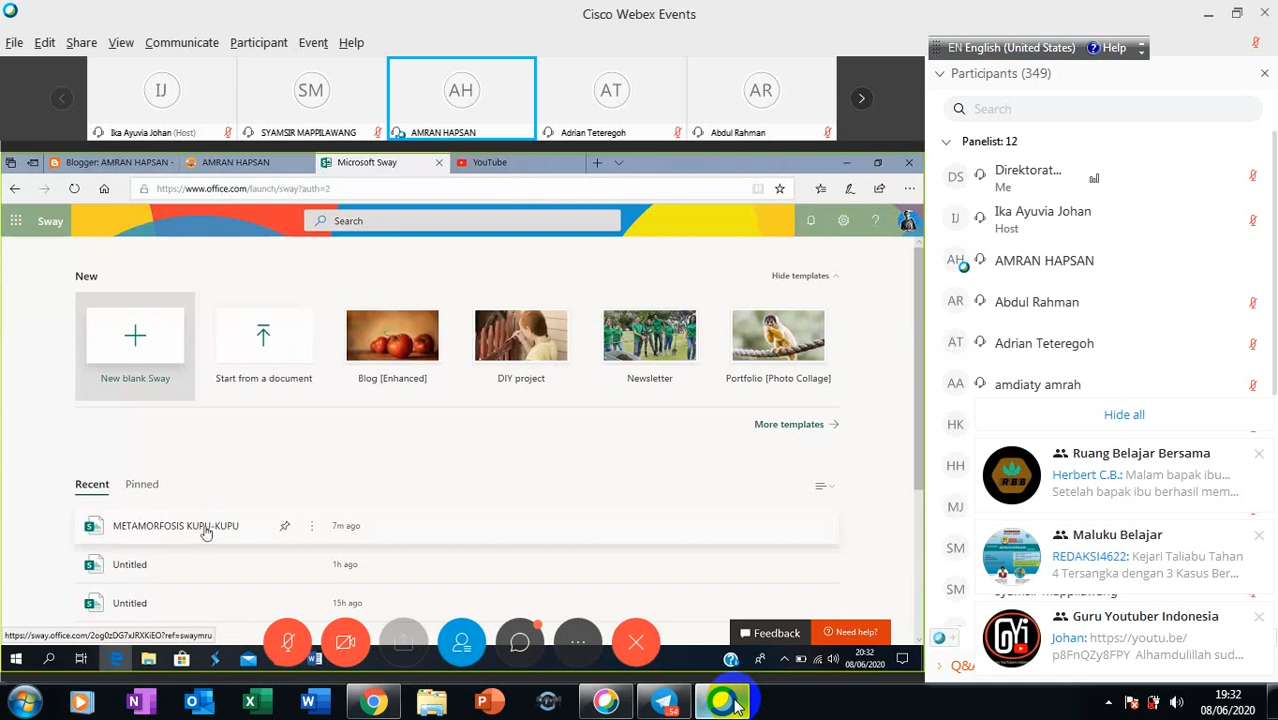 Cisco Webex Events
File Edit Share View Communicate Participant Event Help
EN English (United States) Help
Participants (349)
Search
Panelist: 12
IJ SM AH AT AR
Ika Ayuvia Johan (Host) SYAMSIR MAPPILAWANG AMRAN HAPSAN Adrian Teteregoh Abdul Rahman
Blogger: AMRAN HAPSAN - AMRAN HAPSAN Microsoft Sway YouTube
https://www.office.com/launch/sway?auth=2
Sway Search
New Hide templates
New blank Sway Start from a document Blog [Enhanced] DIY project Newsletter Portfolio [Photo Collage]
More templates
Recent Pinned
METAMORFOSIS KUPU-KUPU 7m ago
Untitled 1h ago
Untitled 15h ago
https://sway.office.com/2og0zDG7xJRXKiEO?ref=swaymru
Feedback Need help?
20:32
08/06/2020
DS Direktorat...
Me
IJ Ika Ayuvia Johan
Host
AH AMRAN HAPSAN
AR Abdul Rahman
AT Adrian Teteregoh
AA amdiaty amrah
HK
HH
MJ
SM
SM
Hide all
Ruang Belajar Bersama
RBB Herbert C.B.: Malam bapak ibu...
Setelah bapak ibu berhasil mem...
Maluku Belajar
REDAKSI4622: Kejari Taliabu Tahan
4 Tersangka dengan 3 Kasus Ber...
Guru Youtuber Indonesia
GYI Johan: https://youtu.be/
p8FnQZy8FPY Alhamdulillah sud...
Q&A
54
19:32
08/06/2020